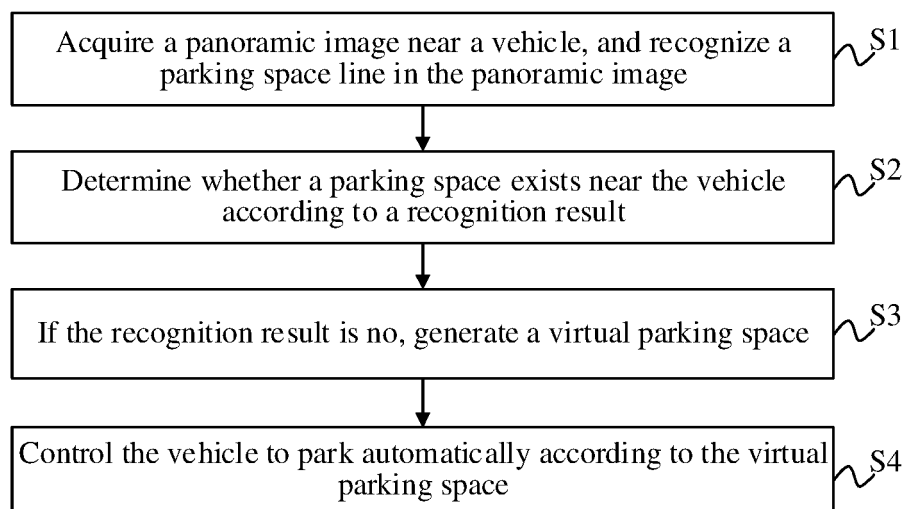 Acquire a panoramic image near a vehicle, and recognize a
parking space line in the panoramic image
S1
Determine whether a parking space exists near the vehicle
according to a recognition result
S2
If the recognition result is no, generate a virtual parking space
S3
Control the vehicle to park automatically according to the virtual
parking space
S4